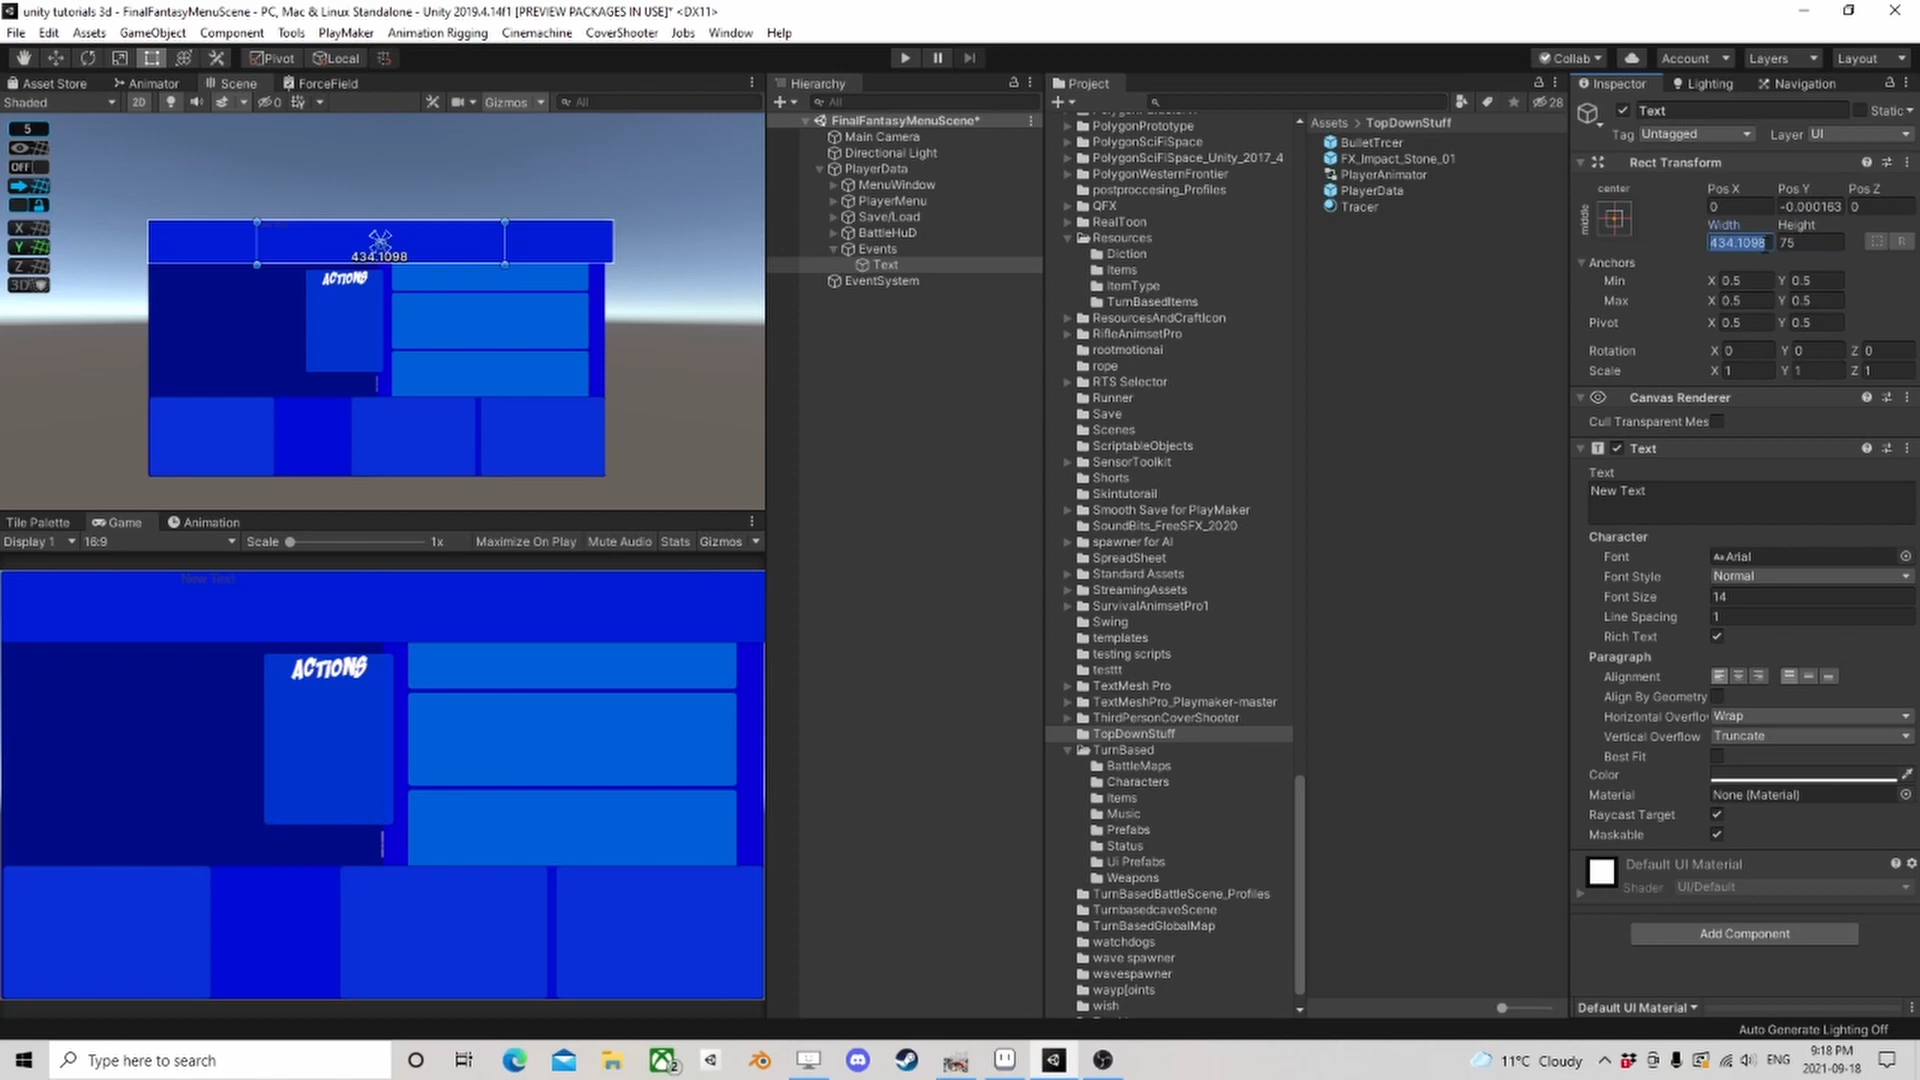 unity tutorials 3d - FinalFantasyMenuScene - PC, Mac & Linux Standalone - Unity 2019.4.14f1 [PREVIEW PACKAGES IN USE]* <DX11>
File Edit Assets GameObject Component Tools PlayMaker Animation Rigging Cinemachine CoverShooter Jobs Window Help
Pivot Local Collab Account Layers Layout
Asset Store Animator Scene ForceField
Shaded 2D 0 Gizmos All
5
OFF
X
Y
Z
3D
434.1098
ACTIONS
Tile Palette Game Animation
Display 1 16:9 Scale 1x Maximize On Play Mute Audio Stats Gizmos
New Text
ACTIONS
Hierarchy
All
FinalFantasyMenuScene*
Main Camera
Directional Light
PlayerData
MenuWindow
PlayerMenu
Save/Load
BattleHuD
Events
Text
EventSystem
Project
28
PolygonPrototype
PolygonSciFiSpace
PolygonSciFiSpace_Unity_2017_4
PolygonWesternFrontier
postproccesing_Profiles
QFX
RealToon
Resources
Diction
Items
ItemType
TurnBasedItems
ResourcesAndCraftIcon
RifleAnimsetPro
rootmotionai
rope
RTS Selector
Runner
Save
Scenes
ScriptableObjects
SensorToolkit
Shorts
Skintutorail
Smooth Save for PlayMaker
SoundBits_FreeSFX_2020
spawner for AI
SpreadSheet
Standard Assets
StreamingAssets
SurvivalAnimsetPro1
Swing
templates
testing scripts
testtt
TextMesh Pro
TextMeshPro_Playmaker-master
ThirdPersonCoverShooter
TopDownStuff
TurnBased
BattleMaps
Characters
Items
Music
Prefabs
Status
Ui Prefabs
Weapons
TurnBasedBattleScene_Profiles
TurnbasedcaveScene
TurnBasedGlobalMap
watchdogs
wave spawner
wavespawner
wayp[oints
wish
Assets > TopDownStuff
BulletTrcer
FX_Impact_Stone_01
PlayerAnimator
PlayerData
Tracer
Inspector Lighting Navigation
Text Static
Tag Untagged Layer UI
Rect Transform
center Pos X Pos Y Pos Z
middle 0 -0.000163 0
Width Height
434.1098 75 R
Anchors
Min X 0.5 Y 0.5
Max X 0.5 Y 0.5
Pivot X 0.5 Y 0.5
Rotation X 0 Y 0 Z 0
Scale X 1 Y 1 Z 1
Canvas Renderer
Cull Transparent Mes
Text
Text
New Text
Character
Font Arial
Font Style Normal
Font Size 14
Line Spacing 1
Rich Text
Paragraph
Alignment
Align By Geometry
Horizontal Overflo Wrap
Vertical Overflow Truncate
Best Fit
Color
Material None (Material)
Raycast Target
Maskable
Default UI Material
Shader UI/Default
Add Component
Default UI Material
Auto Generate Lighting Off
Type here to search
11°C Cloudy ENG 9:18 PM
2021-09-18